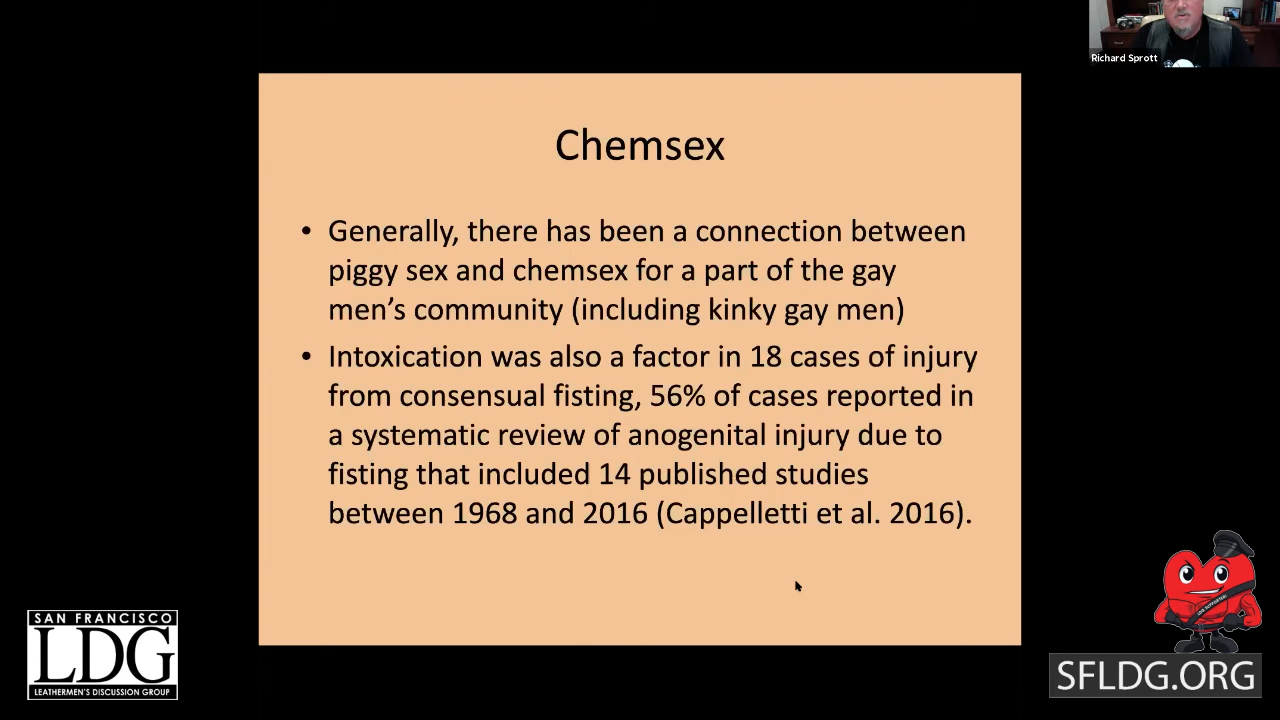 Richard Sprott
Chemsex
• Generally, there has been a connection between
piggy sex and chemsex for a part of the gay
men's community (including kinky gay men)
• Intoxication was also a factor in 18 cases of injury
from consensual fisting, 56% of cases reported in
a systematic review of anogenital injury due to
fisting that included 14 published studies
between 1968 and 2016 (Cappelletti et al. 2016).
SAN FRANCISCO
LDG
LEATHERMEN'S DISCUSSION GROUP
LDG SUPPORTER!
SFLDG.ORG